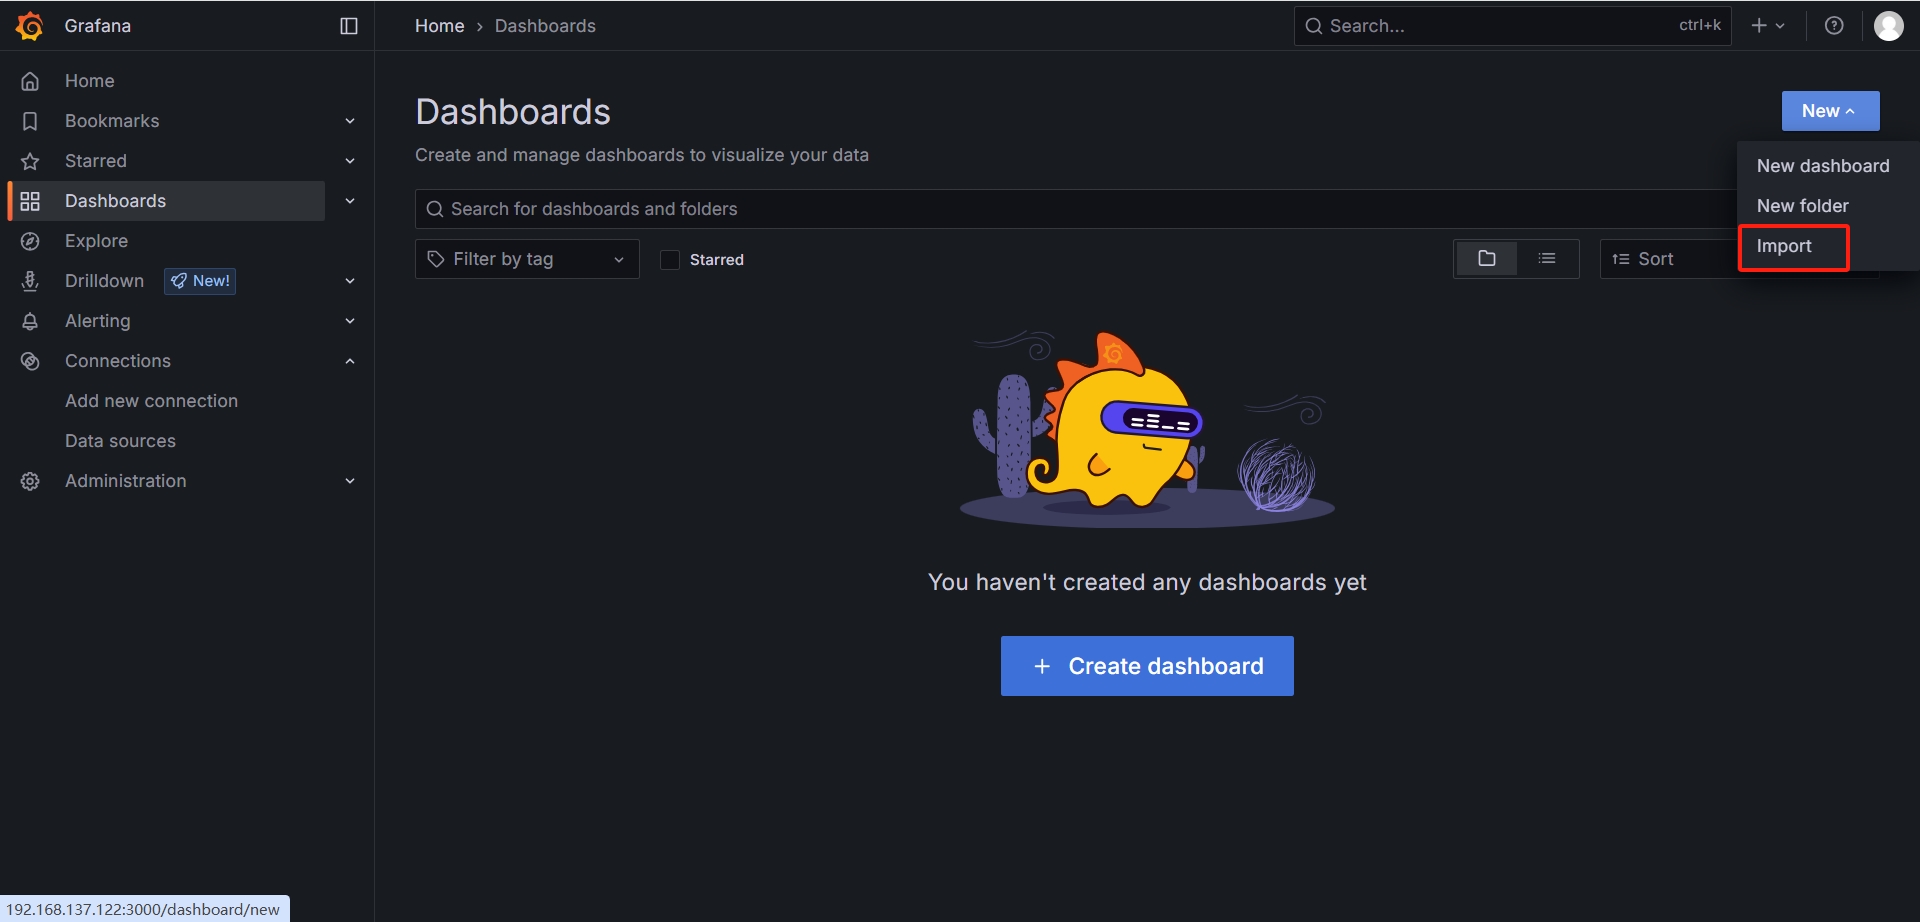 Grafana
Home › Dashboards
Search...
ctrl+k
Home
Bookmarks
Starred
Dashboards
Explore
Drilldown
New!
Alerting
Connections
Add new connection
Data sources
Administration
Dashboards
Create and manage dashboards to visualize your data
New
New dashboard
New folder
Import
Search for dashboards and folders
Filter by tag
Starred
Sort
You haven't created any dashboards yet
+ Create dashboard
192.168.137.122:3000/dashboard/new